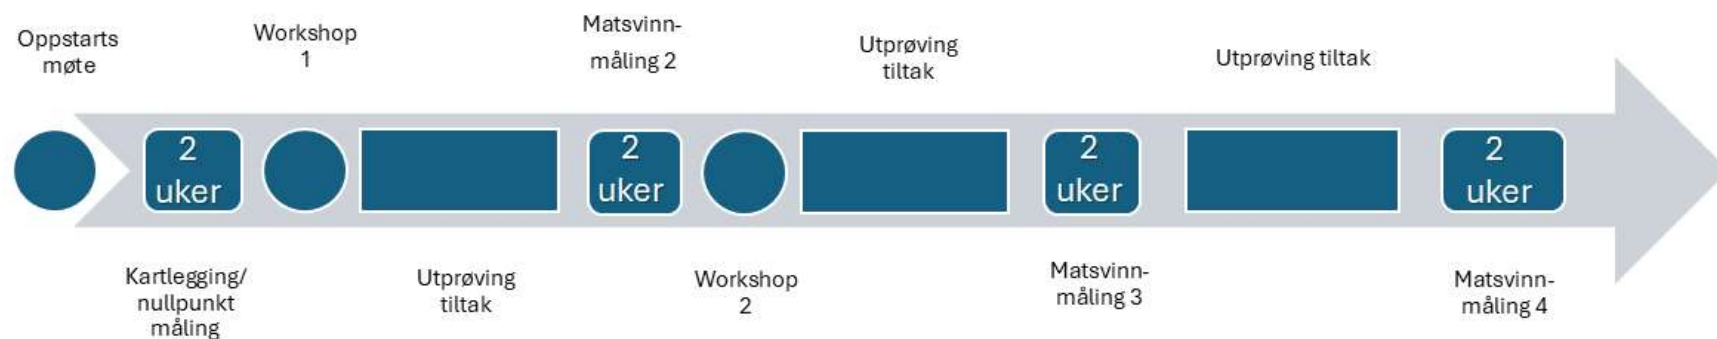 Oppstarts
møte
Workshop
1
Matsvinn-
måling 2
Utprøving
tiltak
Utprøving tiltak
2
uker
2
uker
2
uker
2
uker
Kartlegging/
nullpunkt
måling
Utprøving
tiltak
Workshop
2
Matsvinn-
måling 3
Matsvinn-
måling 4